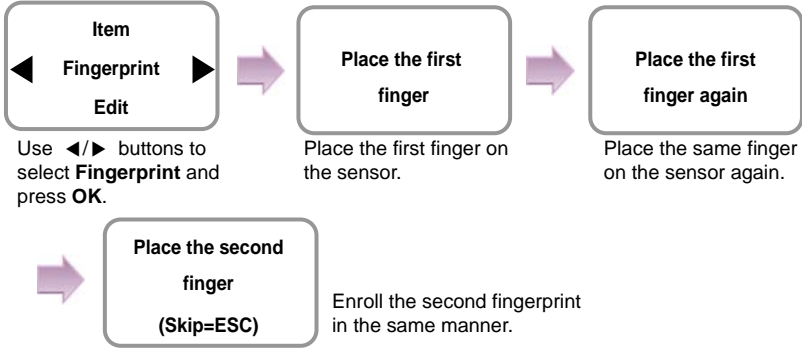 Item
◀ Fingerprint ▶
Edit
Use ◀/▶ buttons to
select Fingerprint and
press OK.
Place the first
finger
Place the first finger on
the sensor.
Place the first
finger again
Place the same finger
on the sensor again.
Place the second
finger
(Skip=ESC)
Enroll the second fingerprint
in the same manner.